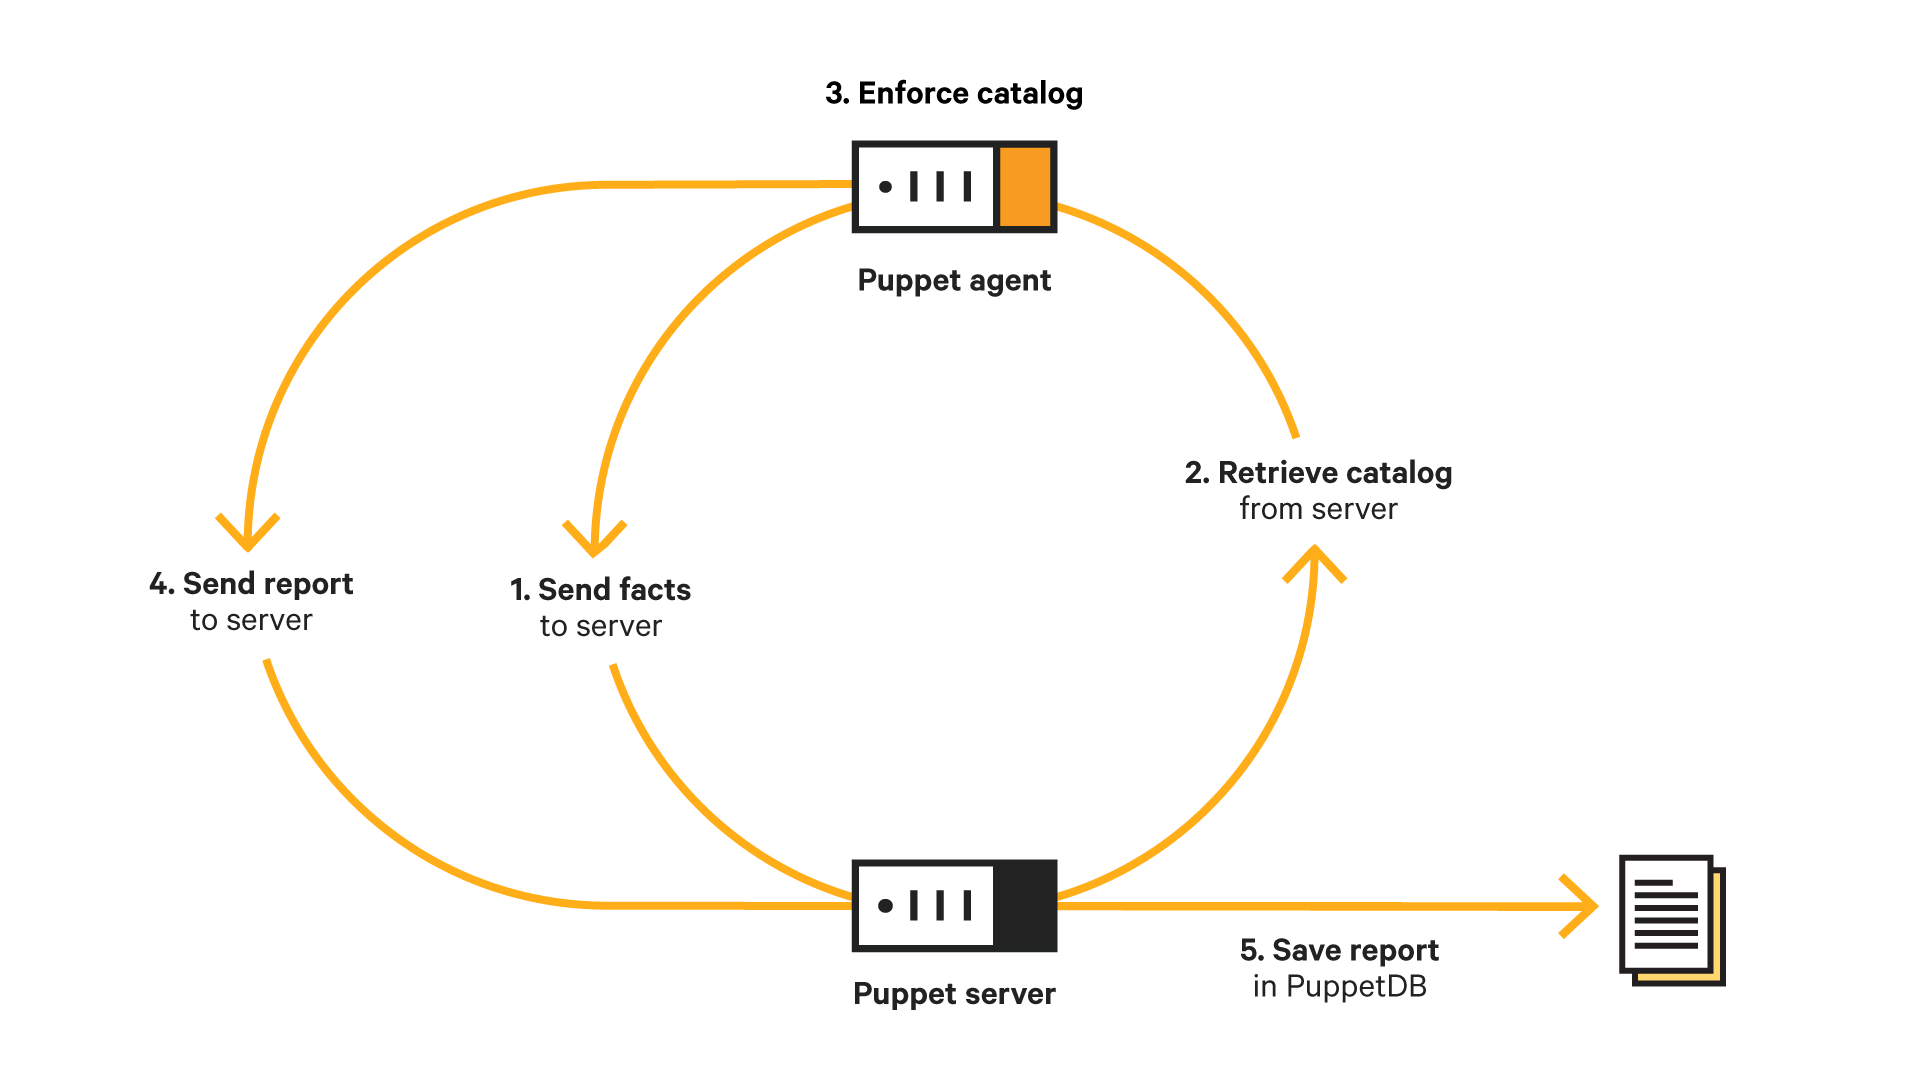 3. Enforce catalog
Puppet agent
2. Retrieve catalog
from server
4. Send report
to server
1. Send facts
to server
5. Save report
in PuppetDB
Puppet server